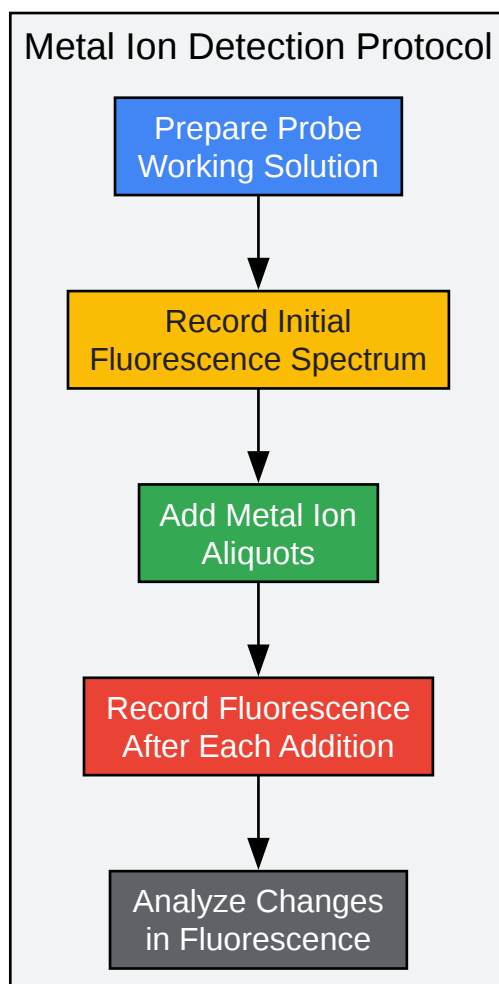 Metal Ion Detection Protocol
Prepare Probe
Working Solution
Record Initial
Fluorescence Spectrum
Add Metal Ion
Aliquots
Record Fluorescence
After Each Addition
Analyze Changes
in Fluorescence